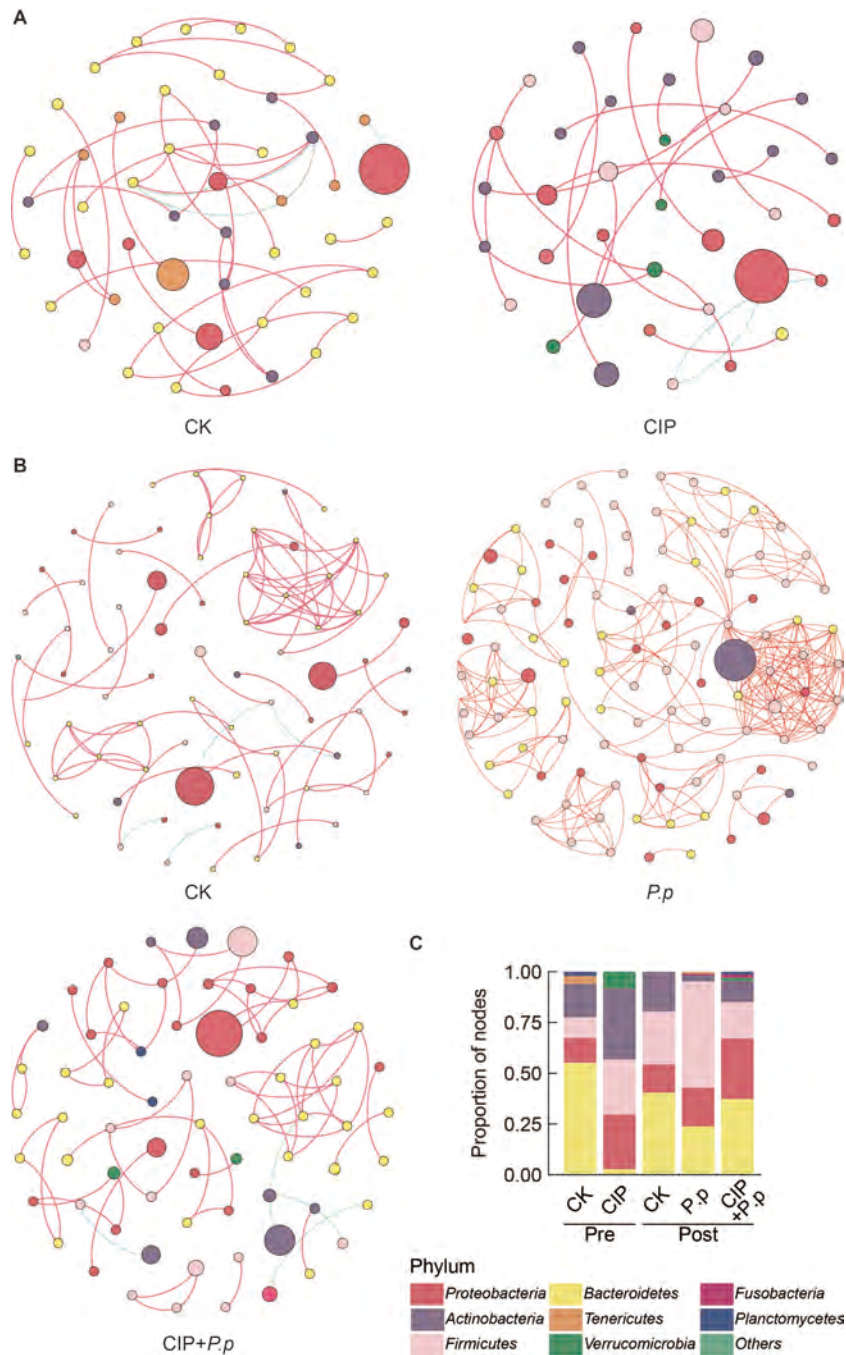 A
CK
CIP
B
CK
P.p
CIP+P.p
C
Proportion of nodes
1.00
0.75
0.50
0.25
0.00
CK
CIP
CK
P.p
CIP
+P.p
Pre
Post
Phylum
Proteobacteria
Bacteroidetes
Fusobacteria
Actinobacteria
Tenericutes
Planctomycetes
Firmicutes
Verrucomicrobia
Others